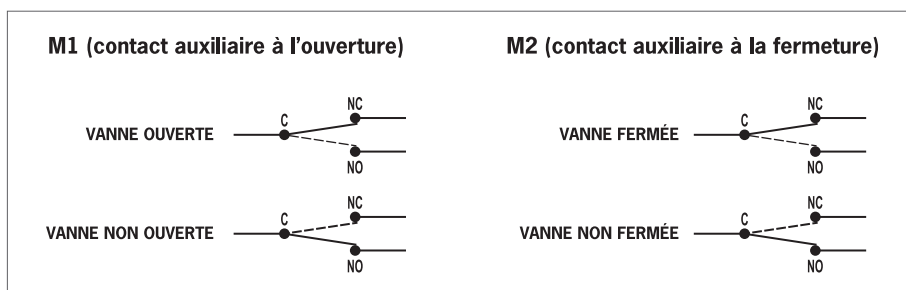 M1 (contact auxiliaire à l'ouverture)
VANNE OUVERTE
C
NC
NO
VANNE NON OUVERTE
C
NC
NO
M2 (contact auxiliaire à la fermeture)
VANNE FERMÉE
C
NC
NO
VANNE NON FERMÉE
C
NC
NO